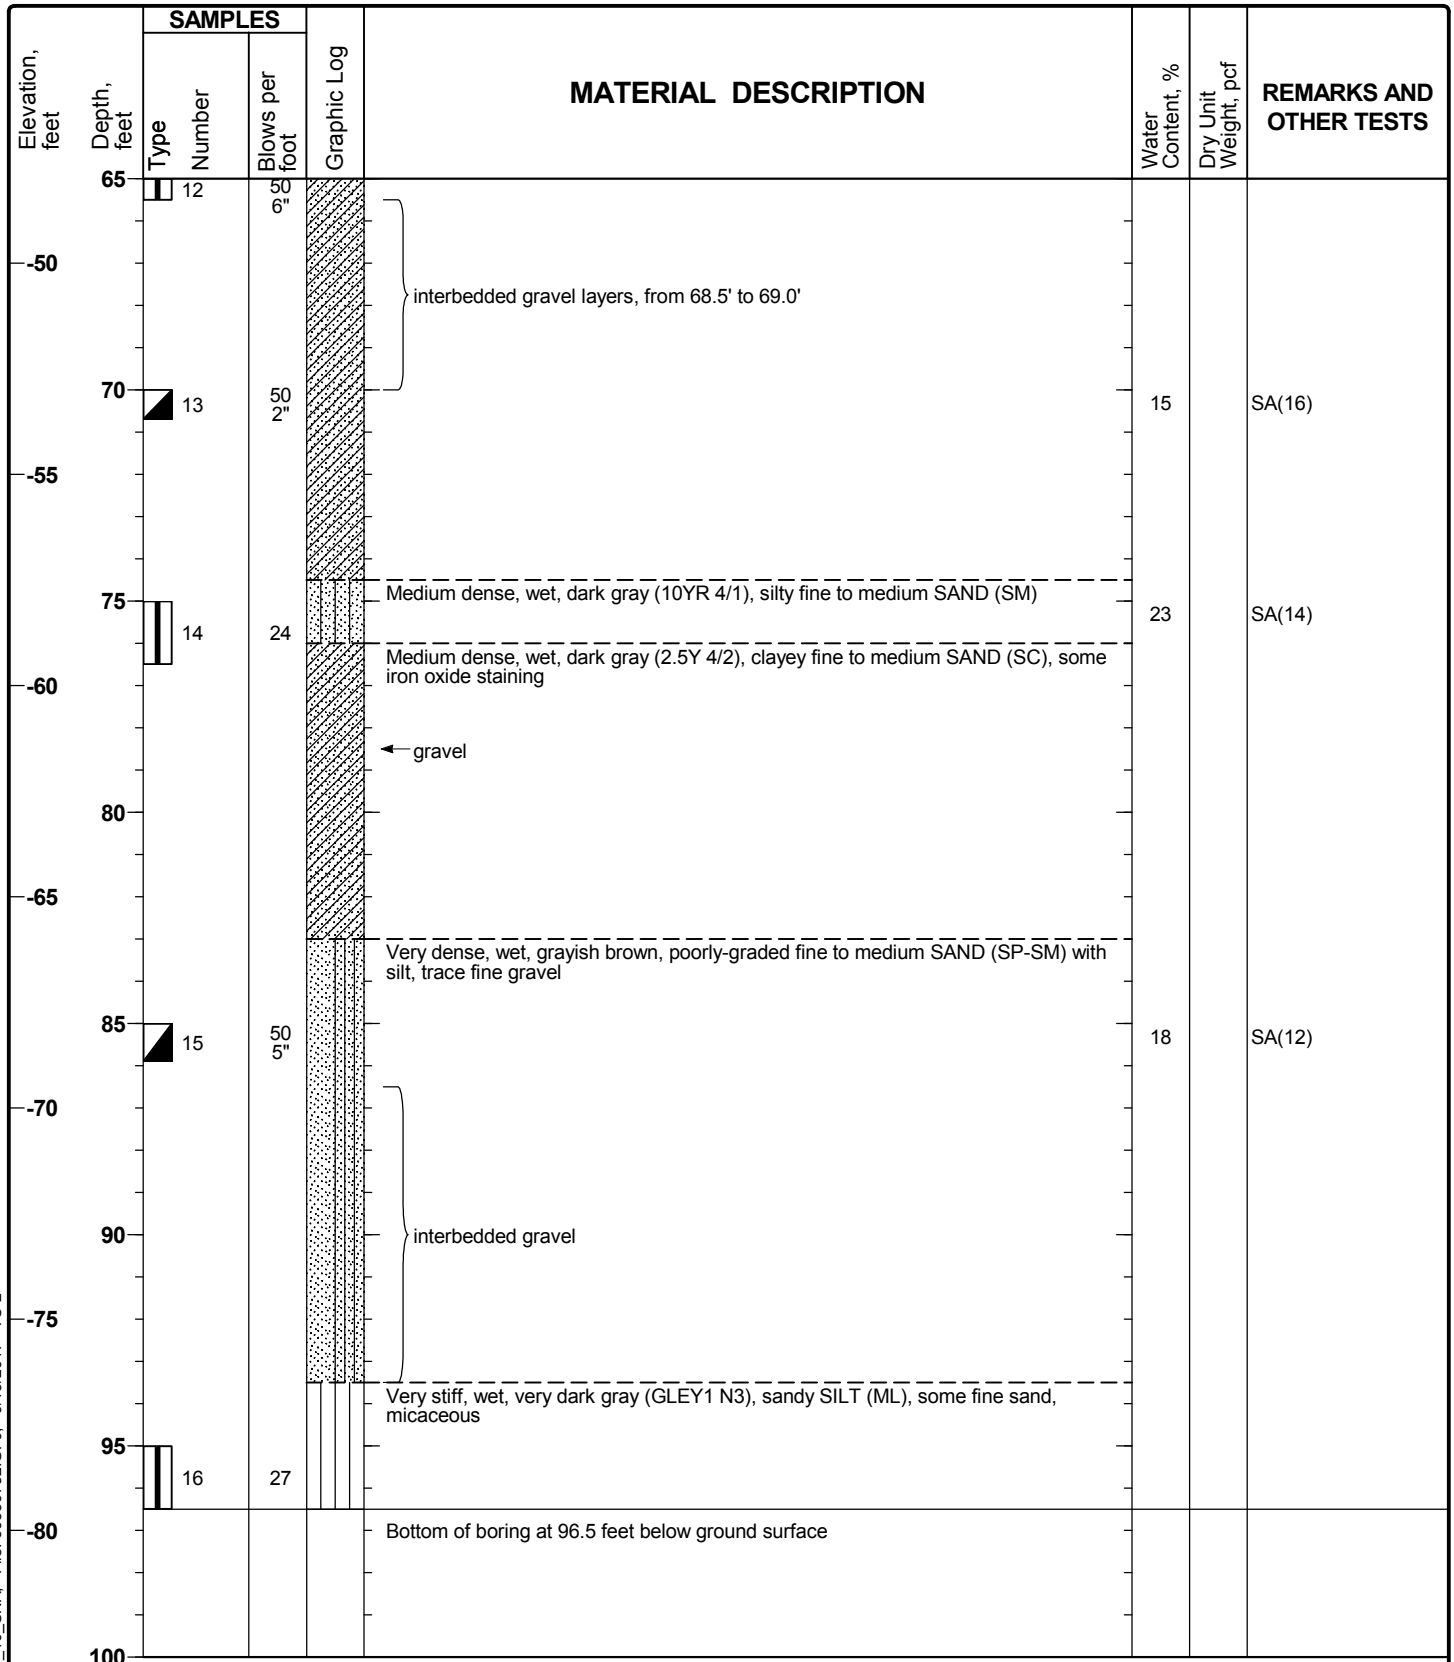 SAMPLES
Elevation,
feet
Depth,
feet
Type
Number
Blows per
foot
Graphic Log
MATERIAL DESCRIPTION
Water
Content, %
Dry Unit
Weight, pcf
REMARKS AND
OTHER TESTS
65
12
50
6"
-50
interbedded gravel layers, from 68.5' to 69.0'
70
13
50
2"
15
SA(16)
-55
Medium dense, wet, dark gray (10YR 4/1), silty fine to medium SAND (SM)
75
14
24
23
SA(14)
Medium dense, wet, dark gray (2.5Y 4/2), clayey fine to medium SAND (SC), some
iron oxide staining
-60
gravel
80
-65
Very dense, wet, grayish brown, poorly-graded fine to medium SAND (SP-SM) with
silt, trace fine gravel
85
15
50
5"
18
SA(12)
-70
90
interbedded gravel
-75
Very stiff, wet, very dark gray (GLEY1 N3), sandy SILT (ML), some fine sand,
micaceous
95
16
27
-80
Bottom of boring at 96.5 feet below ground surface
100